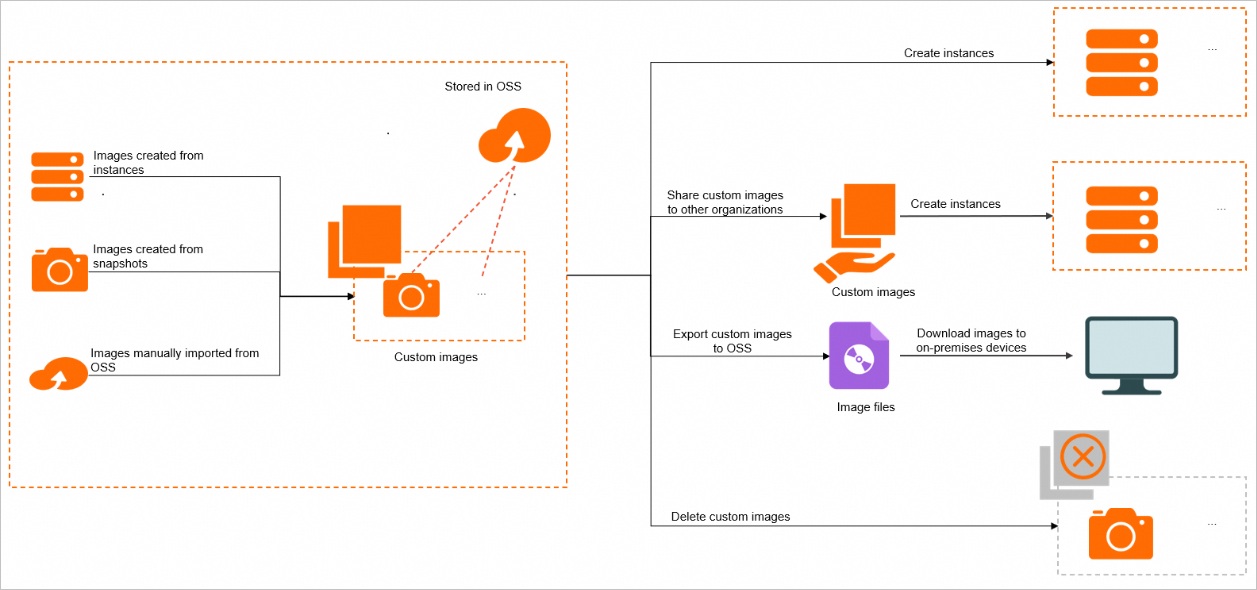 Stored in OSS
Images created from
instances
Images created from
snapshots
Images manually imported from
OSS
...
Custom images
Create instances
...
Share custom images
to other organizations
Custom images
Create instances
...
Export custom images
to OSS
Image files
Download images to
on-premises devices
Delete custom images
...